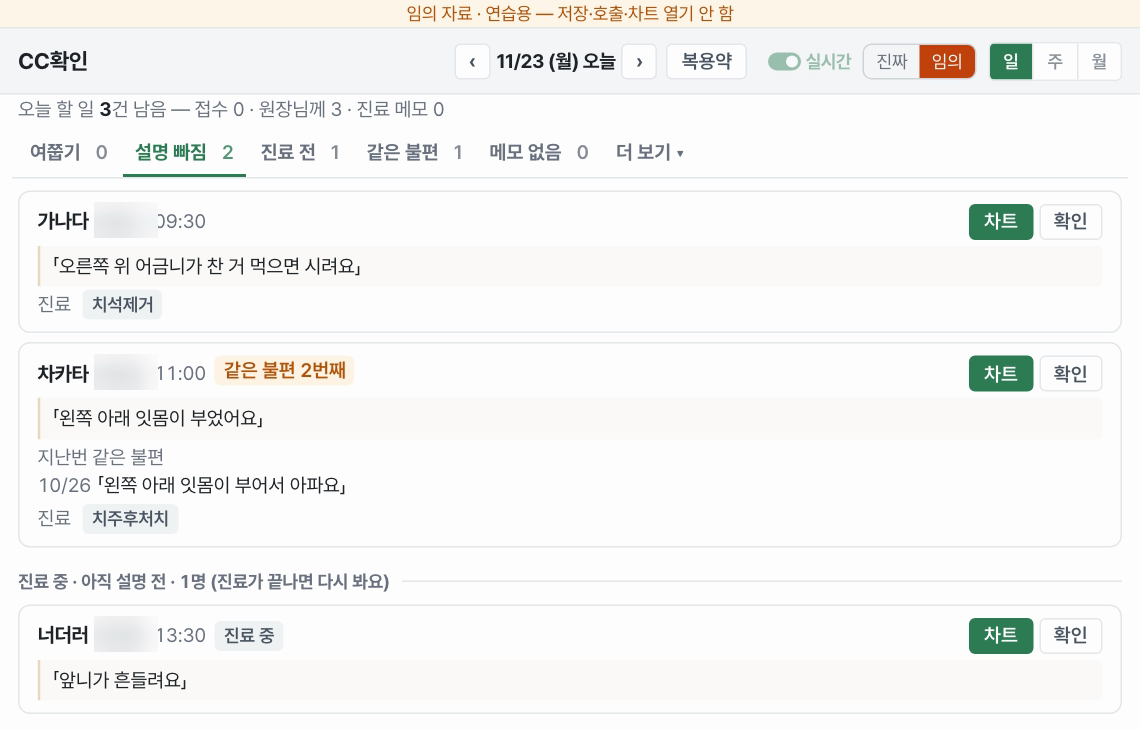 임의 자료 · 연습용 — 저장·호출·차트 열기 안 함
CC확인 ‹ 11/23 (월) 오늘 › 복용약 실시간 진짜 임의 일 주 월
오늘 할 일 3건 남음 — 접수 0 · 원장님께 3 · 진료 메모 0
여쭙기 0 설명 빠짐 2 진료 전 1 같은 불편 1 메모 없음 0 더 보기 ▾
가나다 09:30 차트 확인
「오른쪽 위 어금니가 찬 거 먹으면 시려요」
진료 치석제거
차카타 11:00 같은 불편 2번째 차트 확인
「왼쪽 아래 잇몸이 부었어요」
지난번 같은 불편
10/26 「왼쪽 아래 잇몸이 부어서 아파요」
진료 치주후처치
진료 중 · 아직 설명 전 · 1명 (진료가 끝나면 다시 봐요)
너더러 13:30 진료 중 차트 확인
「앞니가 흔들려요」